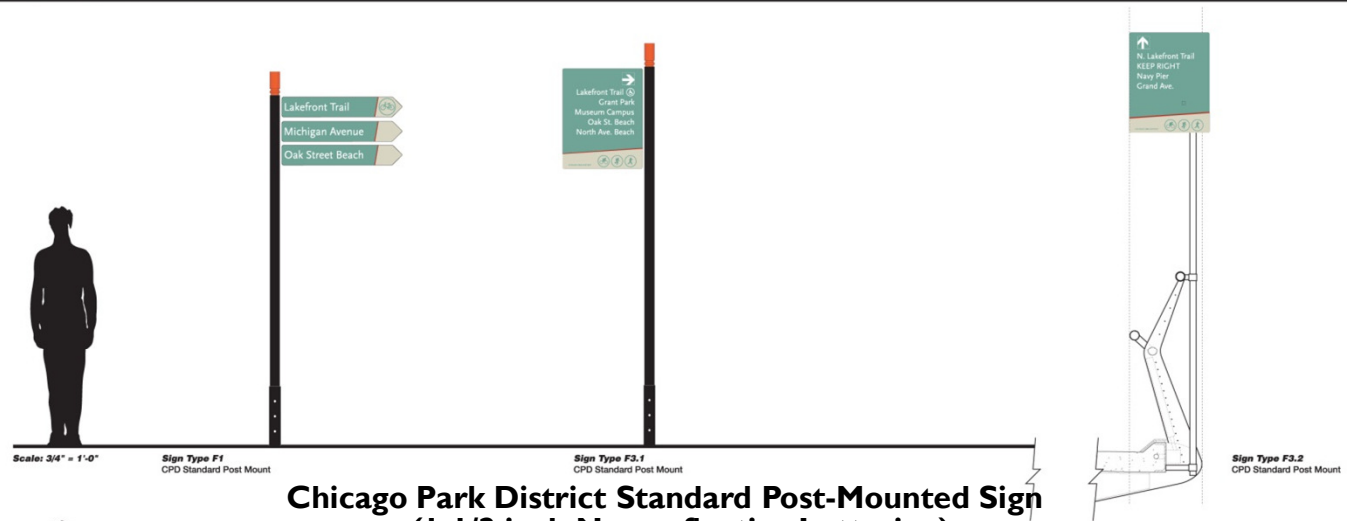 Lakefront Trail
Michigan Avenue
Oak Street Beach
Lakefront Trail
Grant Park
Museum Campus
Oak St. Beach
North Ave. Beach
N. Lakefront Trail
KEEP RIGHT
Navy Pier
Grand Ave.
Scale: 3/4" = 1'-0"
Sign Type F1
CPD Standard Post Mount
Sign Type F3.1
CPD Standard Post Mount
Sign Type F3.2
CPD Standard Post Mount
Chicago Park District Standard Post-Mounted Sign